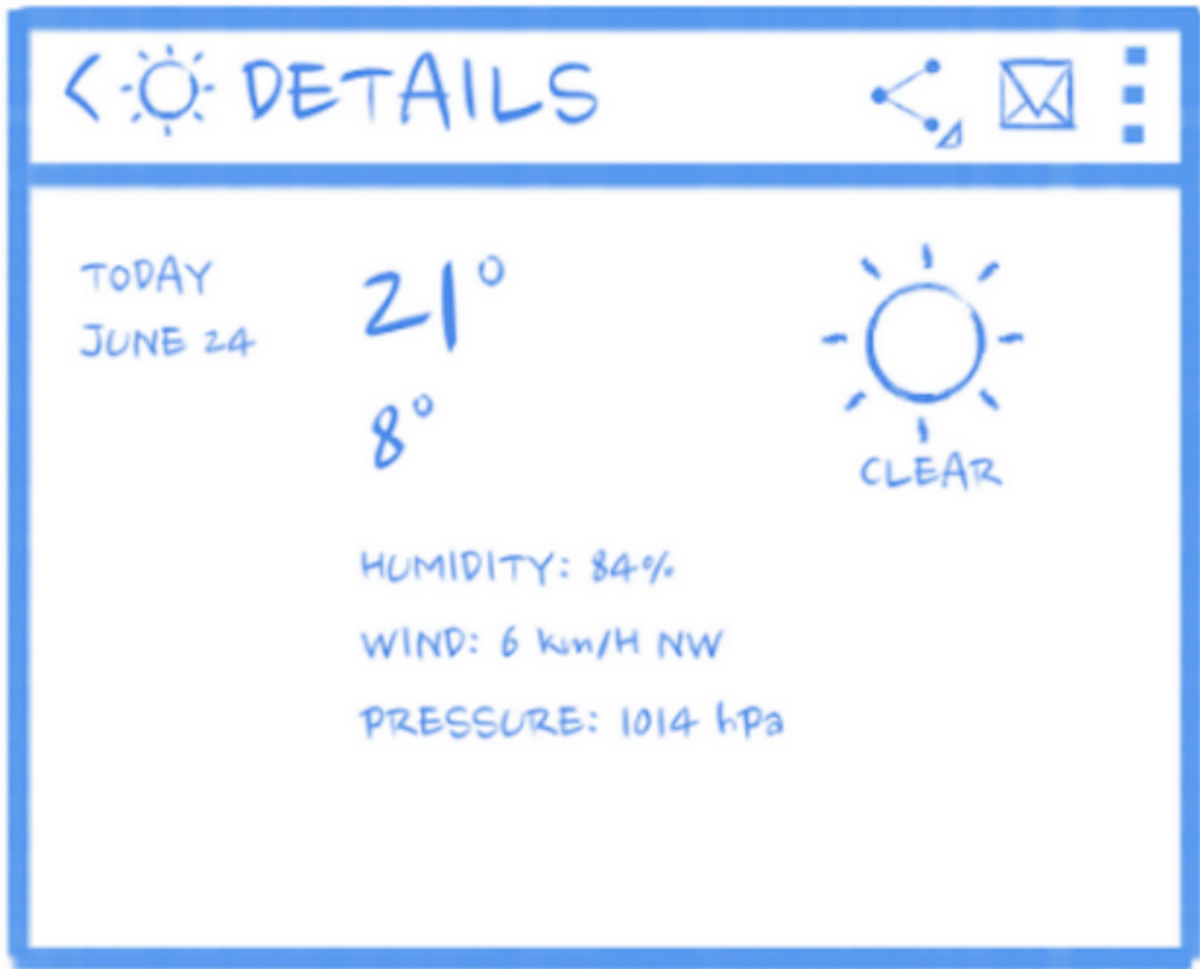 DETAILS
TODAY
JUNE 24
21°
8°
CLEAR
HUMIDITY: 84%
WIND: 6 km/H NW
PRESSURE: 1014 hPa